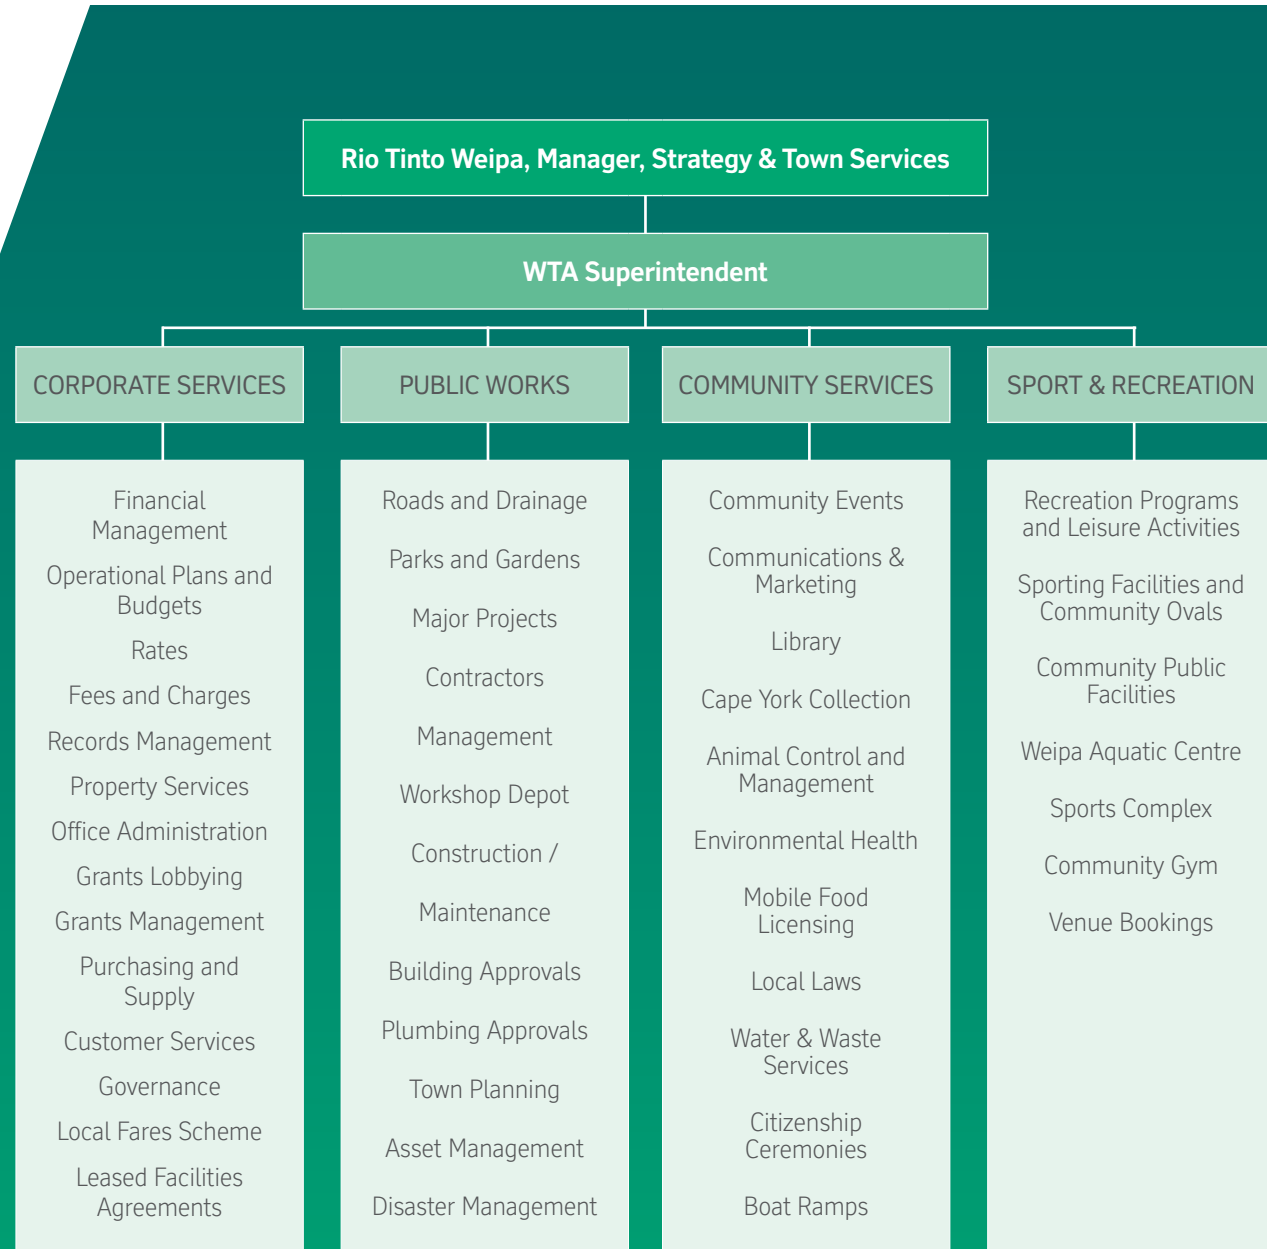 Rio Tinto Weipa, Manager, Strategy & Town Services
WTA Superintendent
CORPORATE SERVICES
Financial
Management
Operational Plans and
Budgets
Rates
Fees and Charges
Records Management
Property Services
Office Administration
Grants Lobbying
Grants Management
Purchasing and
Supply
Customer Services
Governance
Local Fares Scheme
Leased Facilities
Agreements
PUBLIC WORKS
Roads and Drainage
Parks and Gardens
Major Projects
Contractors
Management
Workshop Depot
Construction /
Maintenance
Building Approvals
Plumbing Approvals
Town Planning
Asset Management
Disaster Management
COMMUNITY SERVICES
Community Events
Communications &
Marketing
Library
Cape York Collection
Animal Control and
Management
Environmental Health
Mobile Food
Licensing
Local Laws
Water & Waste
Services
Citizenship
Ceremonies
Boat Ramps
SPORT & RECREATION
Recreation Programs
and Leisure Activities
Sporting Facilities and
Community Ovals
Community Public
Facilities
Weipa Aquatic Centre
Sports Complex
Community Gym
Venue Bookings